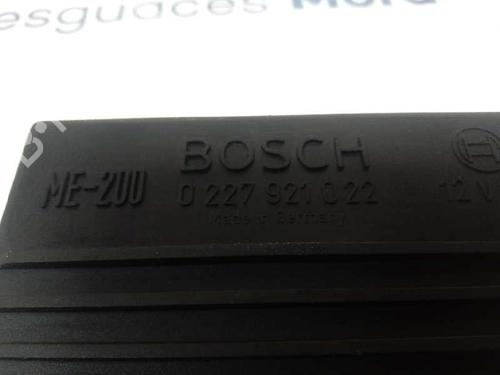 esguaces
BOSCH
ME-200 0 227 921 022 12 V
Made in Germany